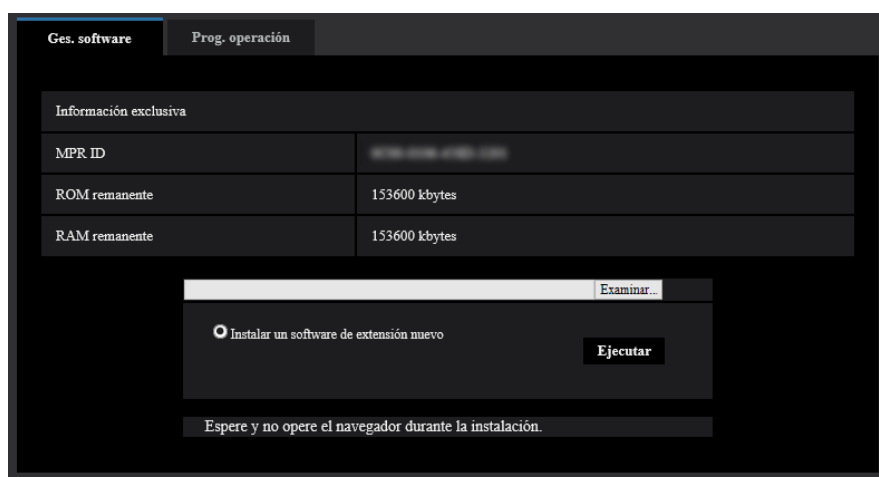 Ges. software Prog. operación
Información exclusiva
MPR ID
ROM remanente 153600 kbytes
RAM remanente 153600 kbytes
Examinar...
Instalar un software de extensión nuevo
Ejecutar
Espere y no opere el navegador durante la instalación.